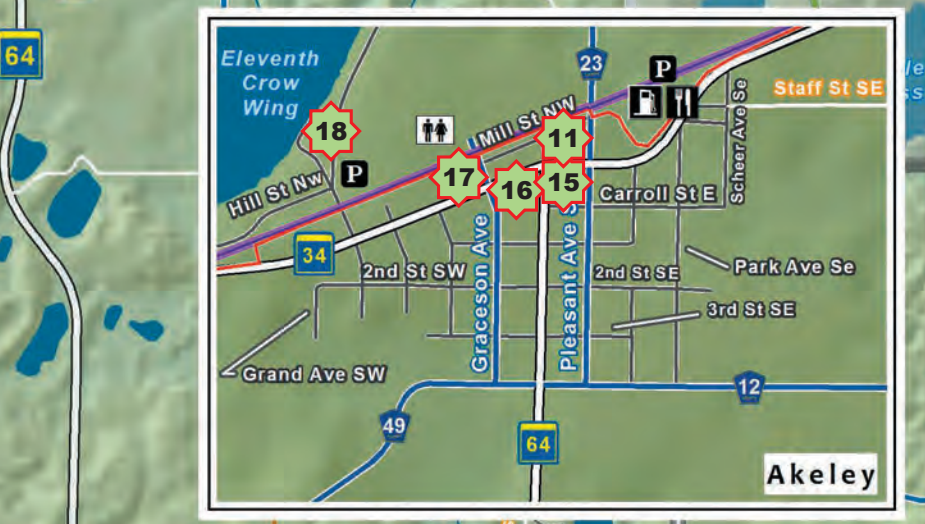 64
Eleventh
Crow
Wing
18
P
Hill St Nw
34
17
Mill St NW
11
16
15
23
P
Staff St SE
Scheer Ave Se
Carroll St E
2nd St SW
2nd St SE
Park Ave Se
3rd St SE
Graceson Ave
Pleasant Ave S
Grand Ave SW
49
12
64
Akeley